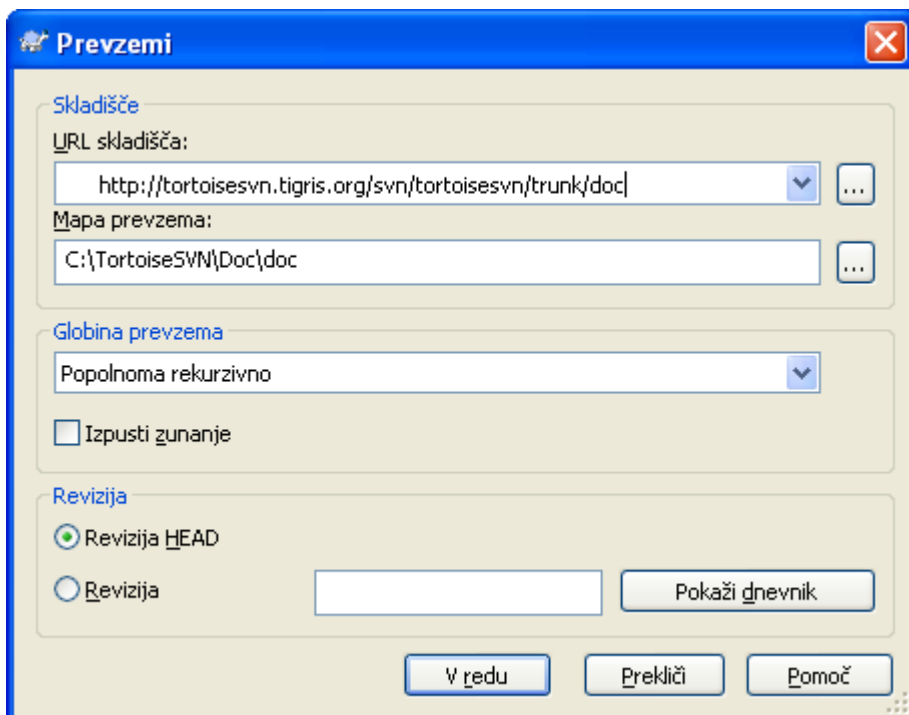 Prevzemi
Skladišče
URL skladišča:
http://tortoisesvn.tigris.org/svn/tortoisesvn/trunk/doc
...
Mapa prevzema:
C:\TortoiseSVN\Doc\doc
...
Globina prevzema
Popolnoma rekurzivno
Izpusti zunanje
Revizija
Revizija HEAD
Revizija
Pokaži dnevnik
V redu Prekliči Pomoč